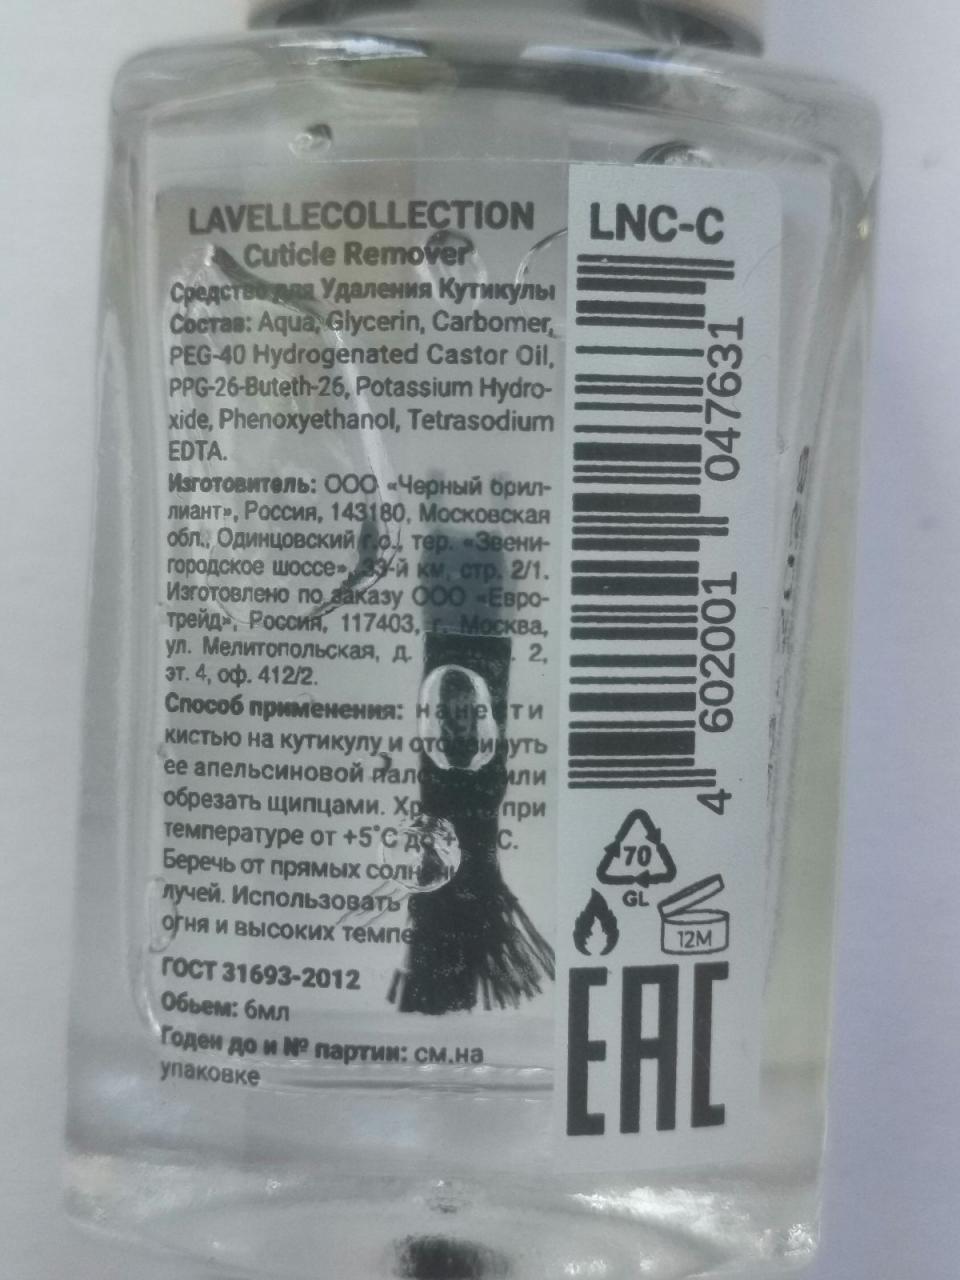 LAVELLECOLLECTION
Cuticle Remover
Средство для Удаления Кутикулы
Состав: Aqua, Glycerin, Carbomer,
PEG-40 Hydrogenated Castor Oil,
PPG-26-Buteth-26, Potassium Hydro-
xide, Phenoxyethanol, Tetrasodium
EDTA.
Изготовитель: ООО «Черный брил-
лиант», Россия, 143180, Московская
обл., Одинцовский г.о., тер. «Звени-
городское шоссе», 33-й км, стр. 2/1.
Изготовлено по заказу ООО «Евро-
трейд», Россия, 117403, г. Москва,
ул. Мелитопольская, д. 2,
эт. 4, оф. 412/2.
Способ применения: нанести
кистью на кутикулу и отодвинуть
ее апельсиновой или
обрезать щипцами. при
температуре от +5°С до
Беречь от прямых
лучей. Использовать
огня и высоких
ГОСТ 31693-2012
Обьем: 6мл
Годен до и № партии: см.на
упаковке
LNC-C
4 602001 047631
70
GL
12M
EAC